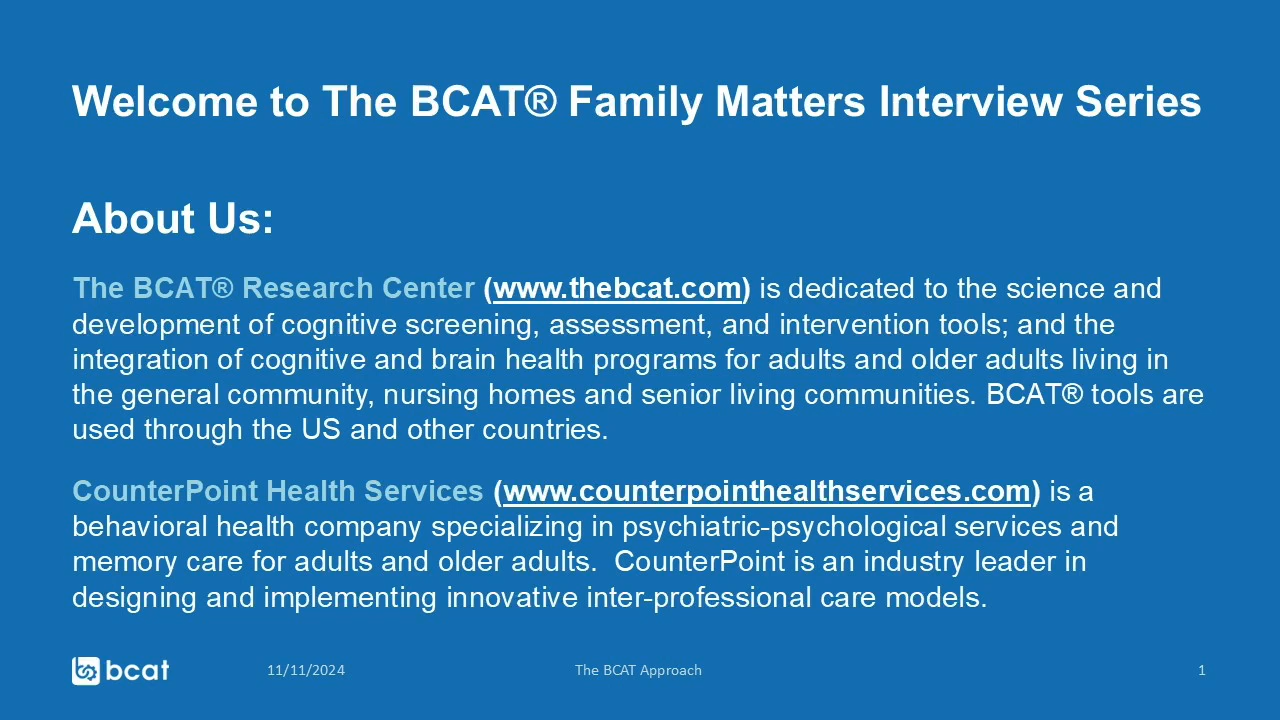 Welcome to The BCAT® Family Matters Interview Series
About Us:
The BCAT® Research Center (www.thebcat.com) is dedicated to the science and
development of cognitive screening, assessment, and intervention tools; and the
integration of cognitive and brain health programs for adults and older adults living in
the general community, nursing homes and senior living communities. BCAT® tools are
used through the US and other countries.
CounterPoint Health Services (www.counterpointhealthservices.com) is a
behavioral health company specializing in psychiatric-psychological services and
memory care for adults and older adults.  CounterPoint is an industry leader in
designing and implementing innovative inter-professional care models.
bcat
11/11/2024
The BCAT Approach
1